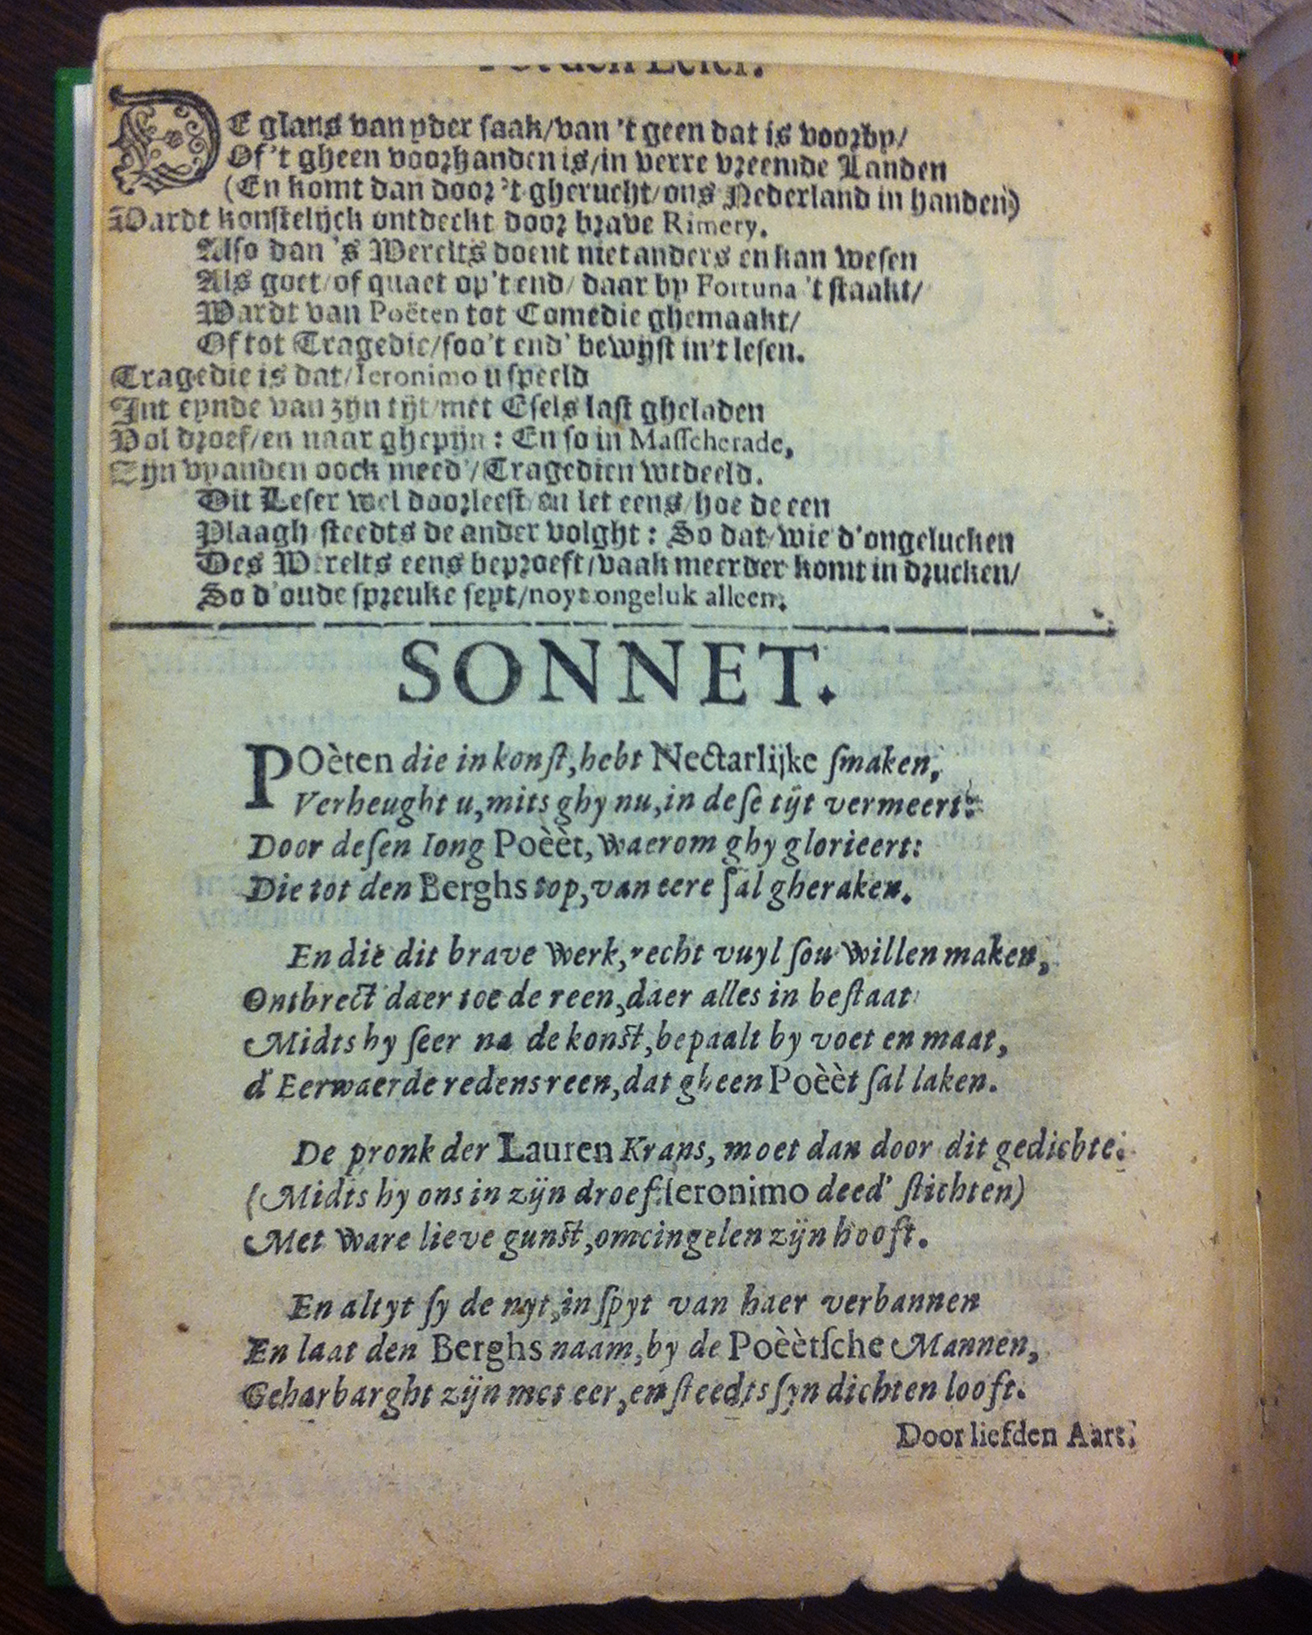 DE glans van yder saak/van 't geen dat is voorby/
Of 't gheen voorhanden is/in verre vreemde Landen
(En komt dan door 't gherucht/ons Nederland in handen)
Wardt konstelijck ontdeckt door brave Rimery.
Also dan 's Werelts doent niet anders en kan wesen
Als goet/of quaet op't end/daar by Fortuna 't staakt/
Wardt van Poëten tot Comedie ghemaakt/
Of tot Tragedie/soo't end' bewijst in't lesen.
Tragedie is dat/Ieronimo u speeld
Int eynde van zijn tijt/met Esels last gheladen
Vol droef/en naar ghepijn : En so in Masscherade,
Zijn vyanden oock meed'/Tragedien wtdeeld.
Dit Leser wel doorleest/en let eens/hoe de een
Plaagh steedts de ander volght : So dat/wie d'ongelucken
Des Werelts eens beproeft/vaak meerder komt in drucken/
So d'oude spreuke sept/noyt ongeluk alleen.
SONNET.
POèten die in konst,hebt Nectarlijke smaken,
Verheught u,mits ghy nu,in dese tijt vermeert:
Door desen Iong Poèèt, waerom ghy glorieert:
Die tot den Berghs top,van eere sal gheraken.
En die dit brave werk,recht vuyl sou willen maken,
Ontbrect daer toe de reen,daer alles in bestaat:
Midts hy seer na de konst,bepaalt by voet en maat,
d'Eerwaerde redens reen,dat gheen Poèèt sal laken.
De pronk der Lauren Krans, moet dan door dit gedichte.
(Midts hy ons in zijn droef Ieronimo deed' stichten)
Met ware lieve gunst,omcingelen zijn hooft.
En altyt sy de nyt,in spyt van haer verbannen
En laat den Berghs naam,by de Poèètsche Mannen,
Geharbarght zijn met eer,en steedts syn dichten looft.
Door liefden Aart.